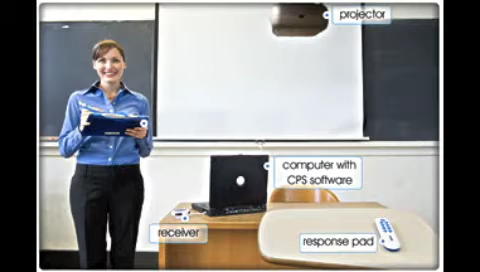 projector
computer with
CPS software
receiver
response pad